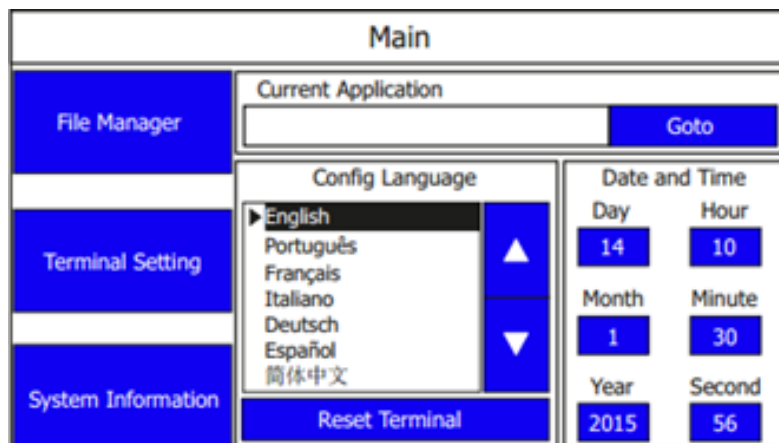 Main
File Manager
Terminal Setting
System Information
Current Application
Goto
Config Language
English
Português
Français
Italiano
Deutsch
Español
简体中文
Reset Terminal
Date and Time
Day Hour
14 10
Month Minute
1 30
Year Second
2015 56